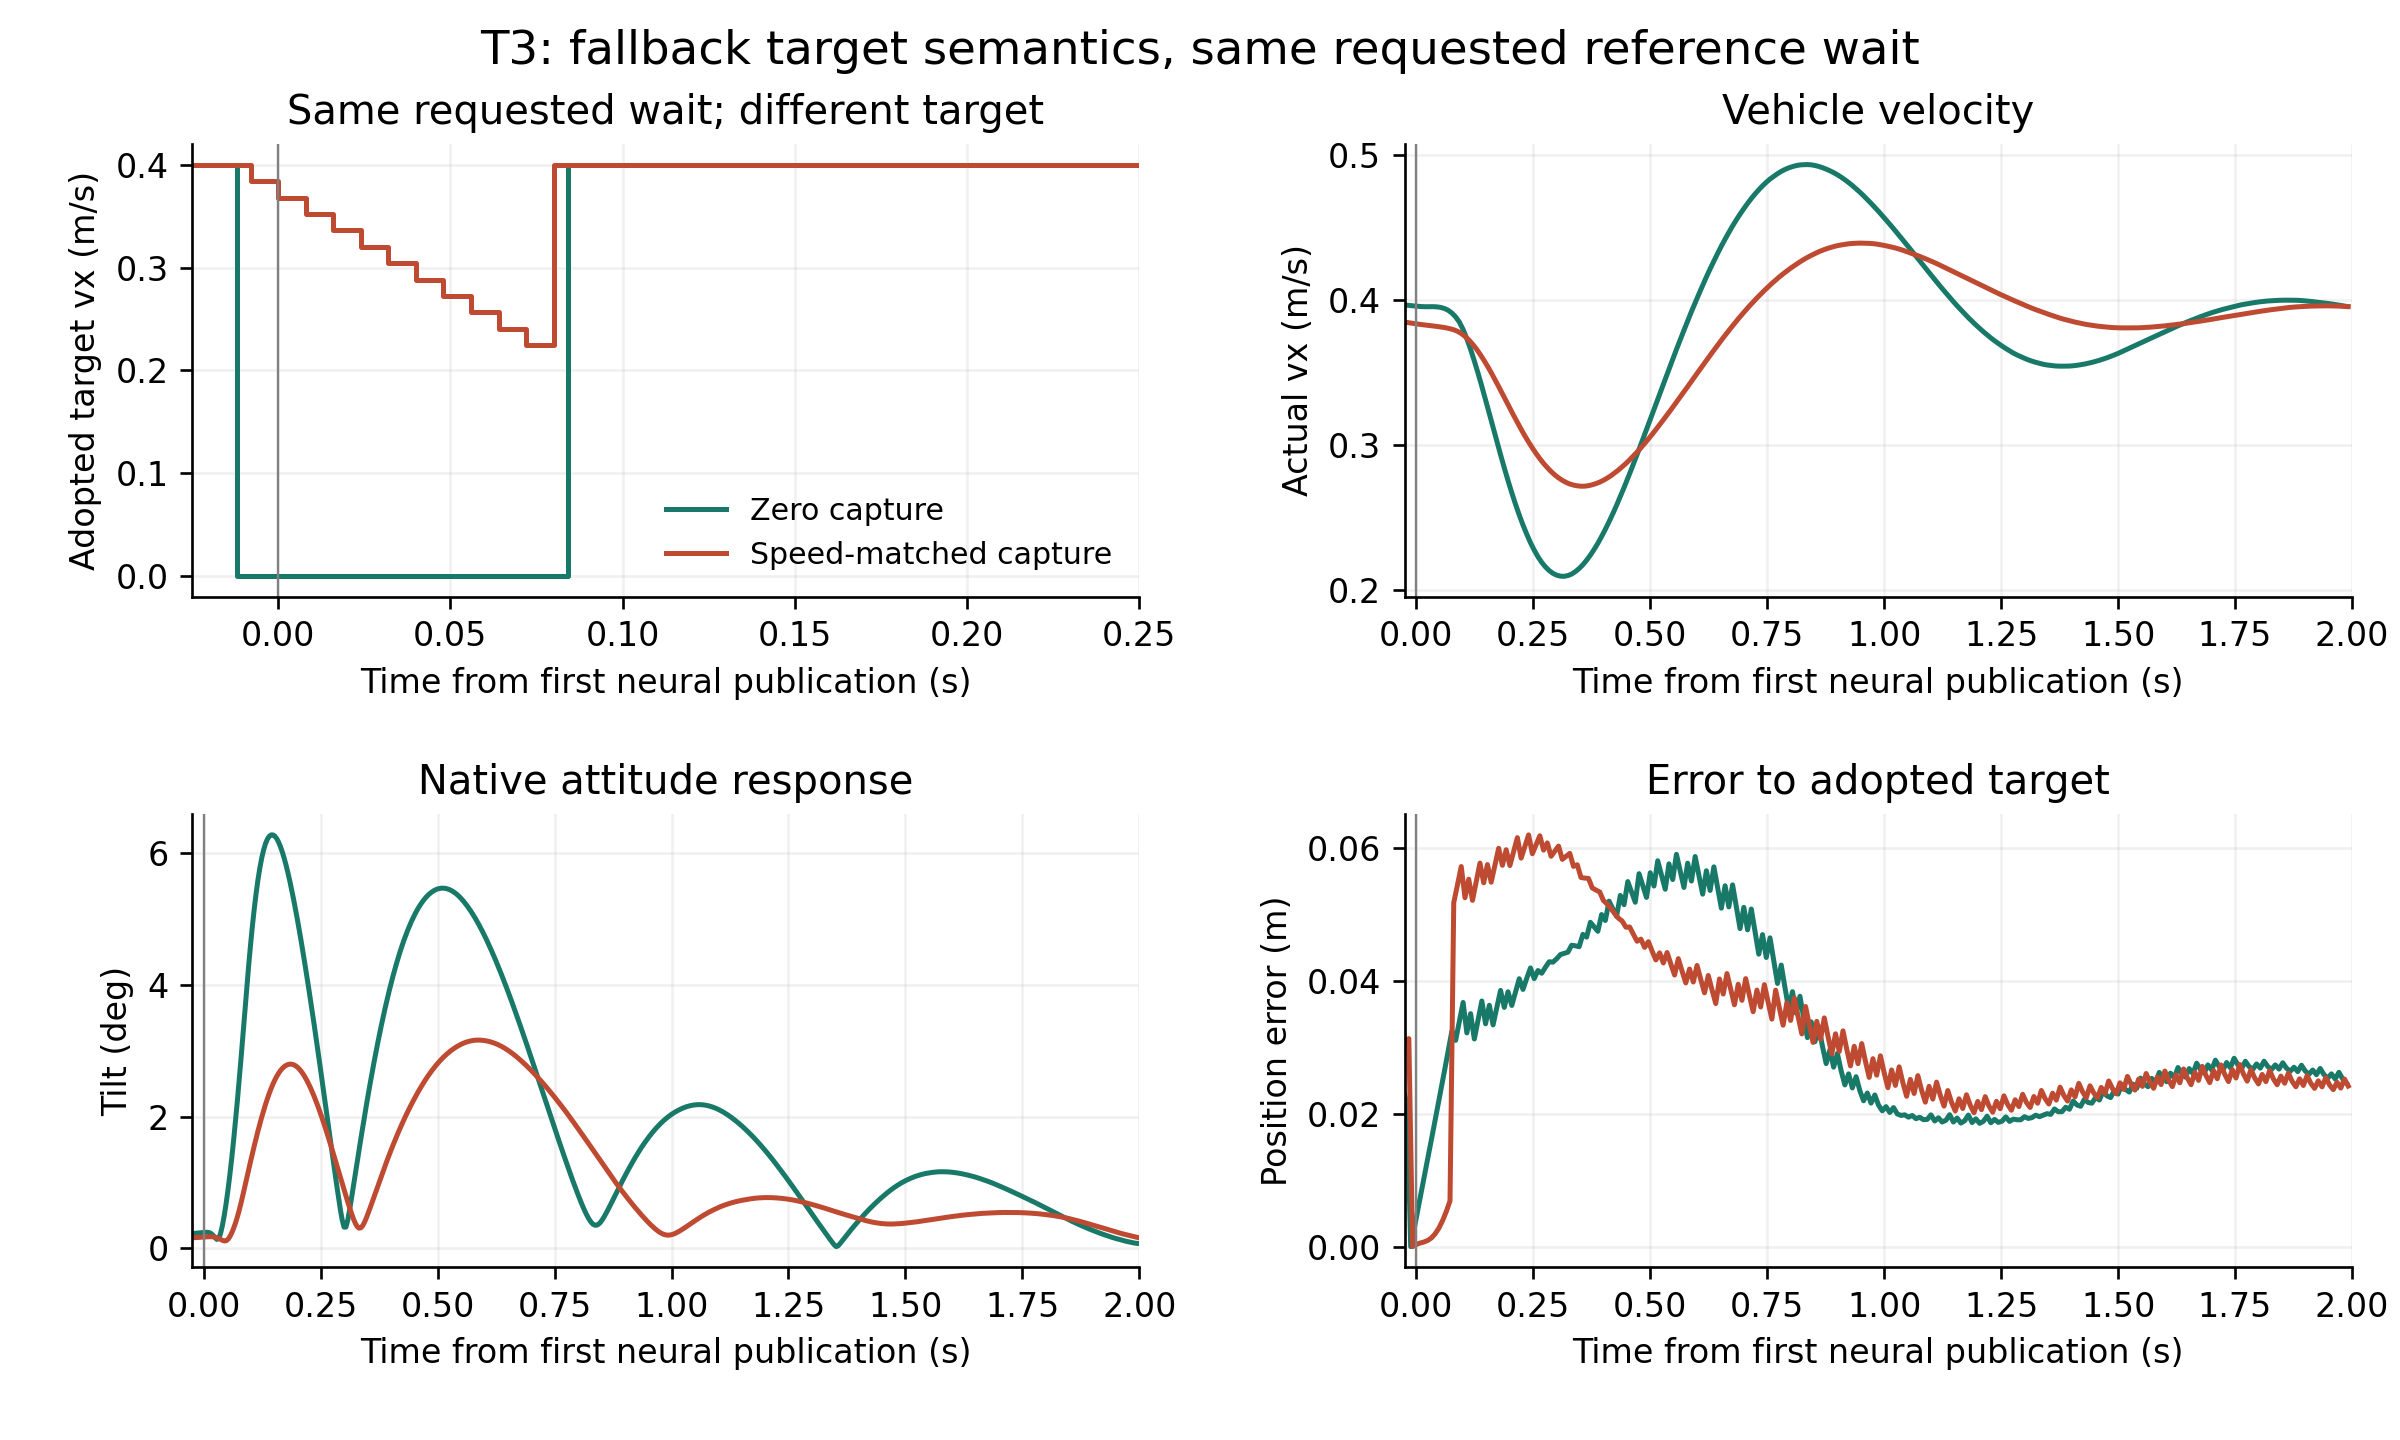 T3: fallback target semantics, same requested reference wait
Same requested wait; different target
Adopted target vx (m/s)
0.4
0.3
0.2
0.1
0.0
Zero capture
Speed-matched capture
0.00 0.05 0.10 0.15 0.20 0.25
Time from first neural publication (s)
Vehicle velocity
Actual vx (m/s)
0.5
0.4
0.3
0.2
0.00 0.25 0.50 0.75 1.00 1.25 1.50 1.75 2.00
Time from first neural publication (s)
Native attitude response
Tilt (deg)
6
4
2
0
0.00 0.25 0.50 0.75 1.00 1.25 1.50 1.75 2.00
Time from first neural publication (s)
Error to adopted target
Position error (m)
0.06
0.04
0.02
0.00
0.00 0.25 0.50 0.75 1.00 1.25 1.50 1.75 2.00
Time from first neural publication (s)